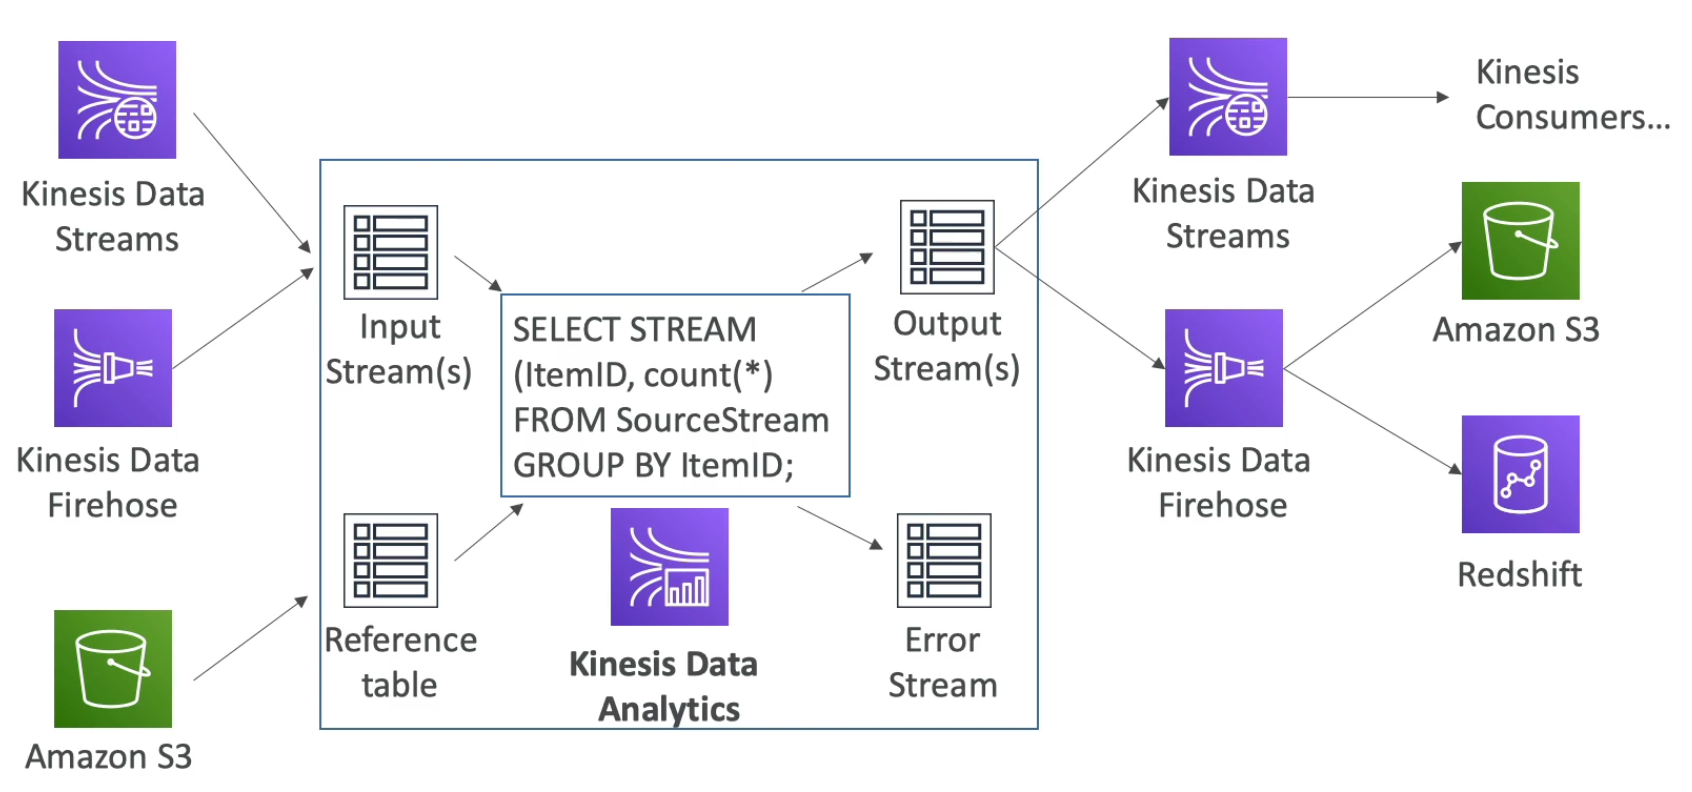 Kinesis Data
Streams
Kinesis Data
Firehose
Amazon S3
Input
Stream(s)
Reference
table
SELECT STREAM
(ItemID, count(*)
FROM SourceStream
GROUP BY ItemID;
Kinesis Data
Analytics
Output
Stream(s)
Error
Stream
Kinesis Data
Streams
Kinesis Data
Firehose
Kinesis
Consumers...
Amazon S3
Redshift